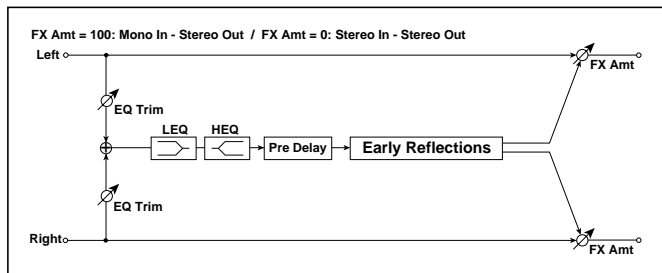 FX Amt = 100: Mono In - Stereo Out / FX Amt = 0: Stereo In - Stereo Out
Left
FX Amt
EQ Trim
LEQ
HEQ
Pre Delay
Early Reflections
EQ Trim
Right
FX Amt